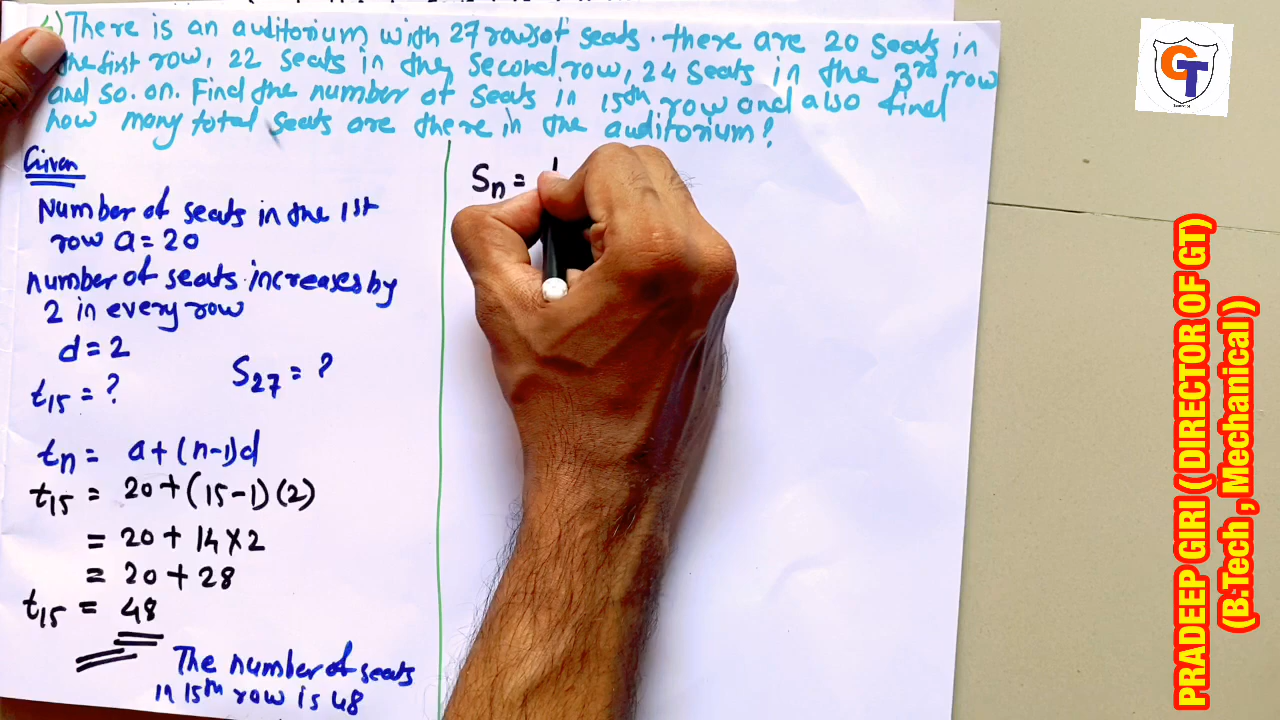 There is an auditorium with 27 rows of seats. there are 20 seats in
the first row, 22 seats in the second row, 24 seats in the 3rd row
and so. on. Find the number of seats in 15th row and also find
how many total seats are there in the auditorium?
Given
Number of seats in the 1st
row a = 20
number of seats increases by
2 in every row
d = 2
t15 = ?
S27 = ?
tn = a + (n-1)d
t15 = 20 + (15-1) (2)
= 20 + 14 × 2
= 20 + 28
t15 = 48
The number of seats
in 15th row is 48
Sn =
GT
PRADEEP GIRI ( DIRECTOR OF GT)
(B.Tech , Mechanical )